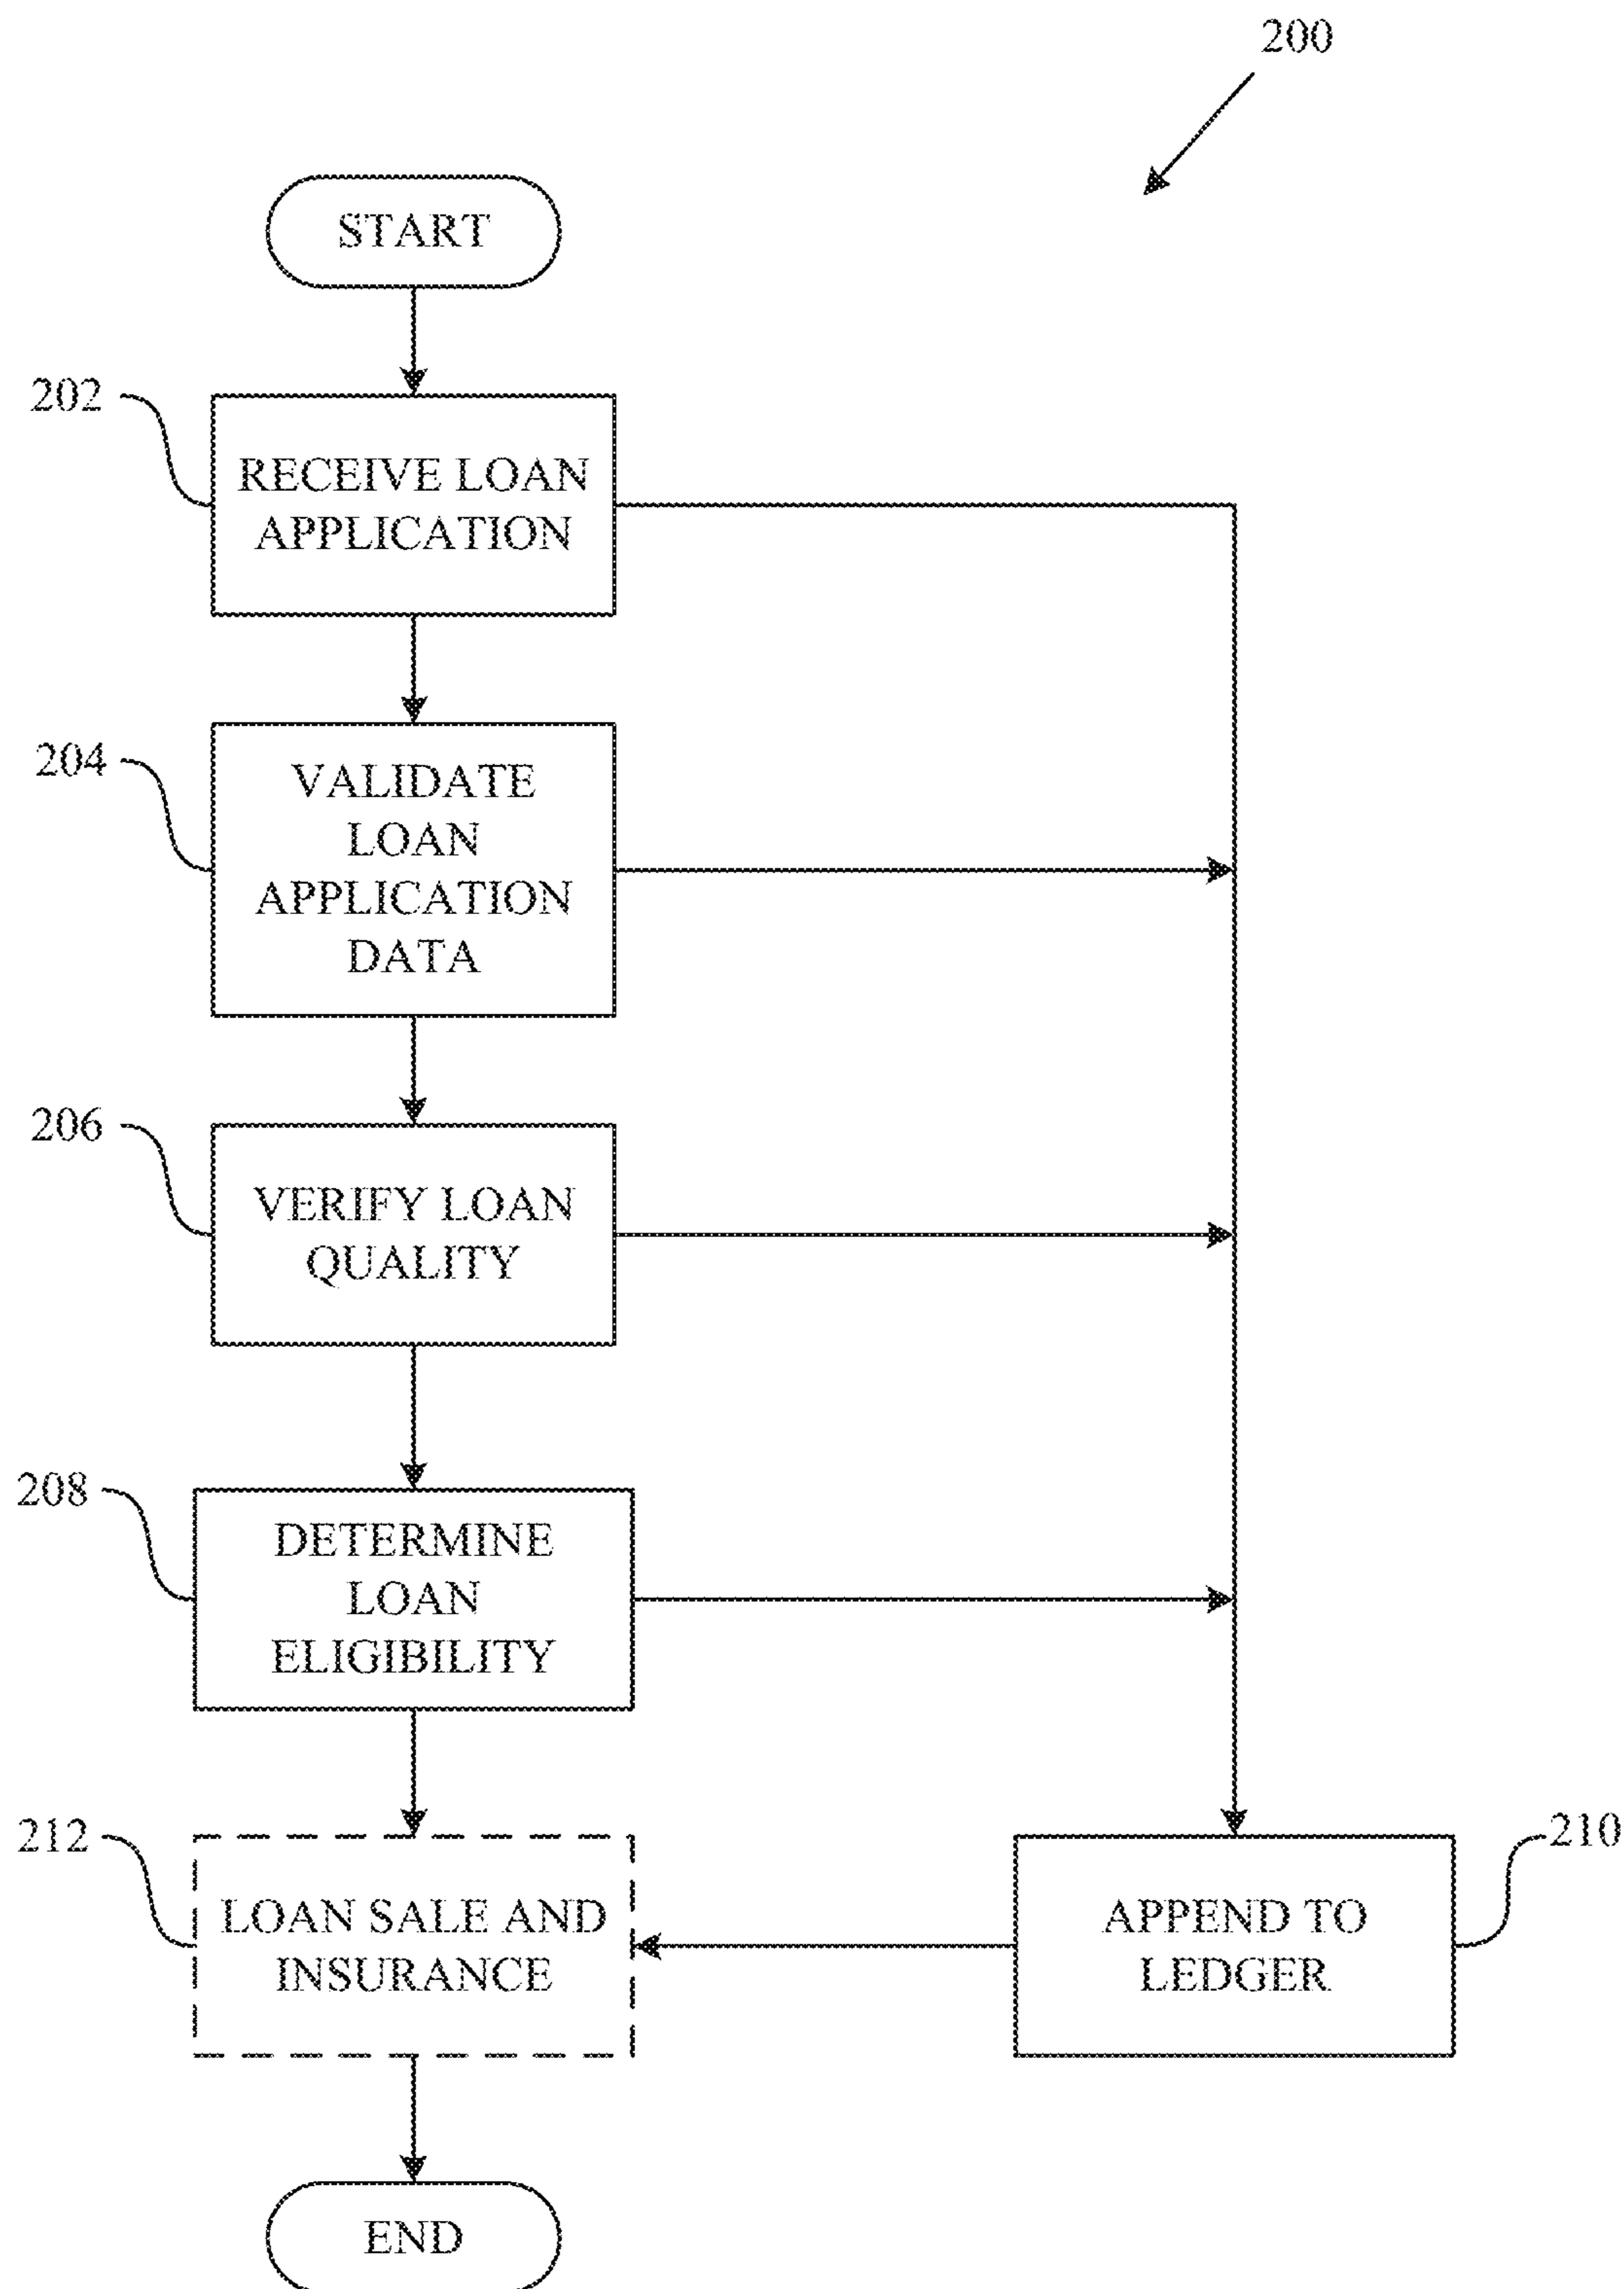 200
START
202
RECEIVE LOAN
APPLICATION
204
VALIDATE
LOAN
APPLICATION
DATA
206
VERIFY LOAN
QUALITY
208
DETERMINE
LOAN
ELIGIBILITY
212
LOAN SALE AND
INSURANCE
APPEND TO
LEDGER
210
END